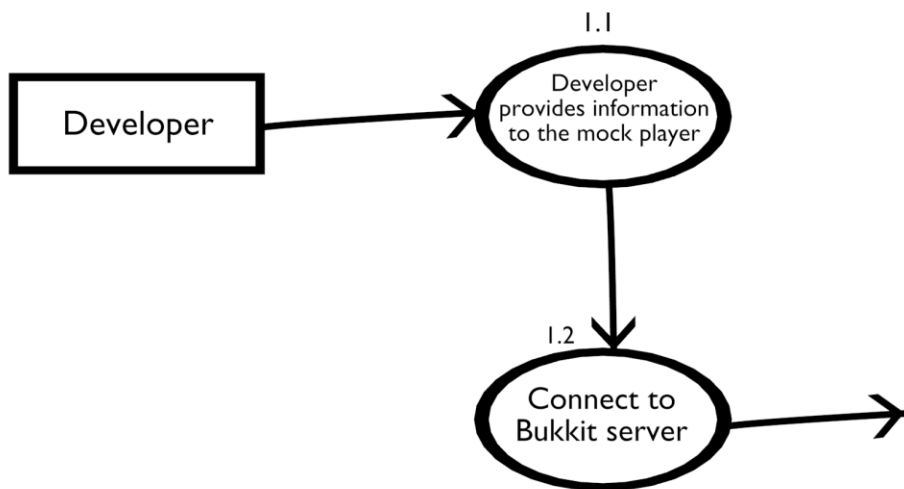 1.1
Developer
Developer
provides information
to the mock player
1.2
Connect to
Bukkit server